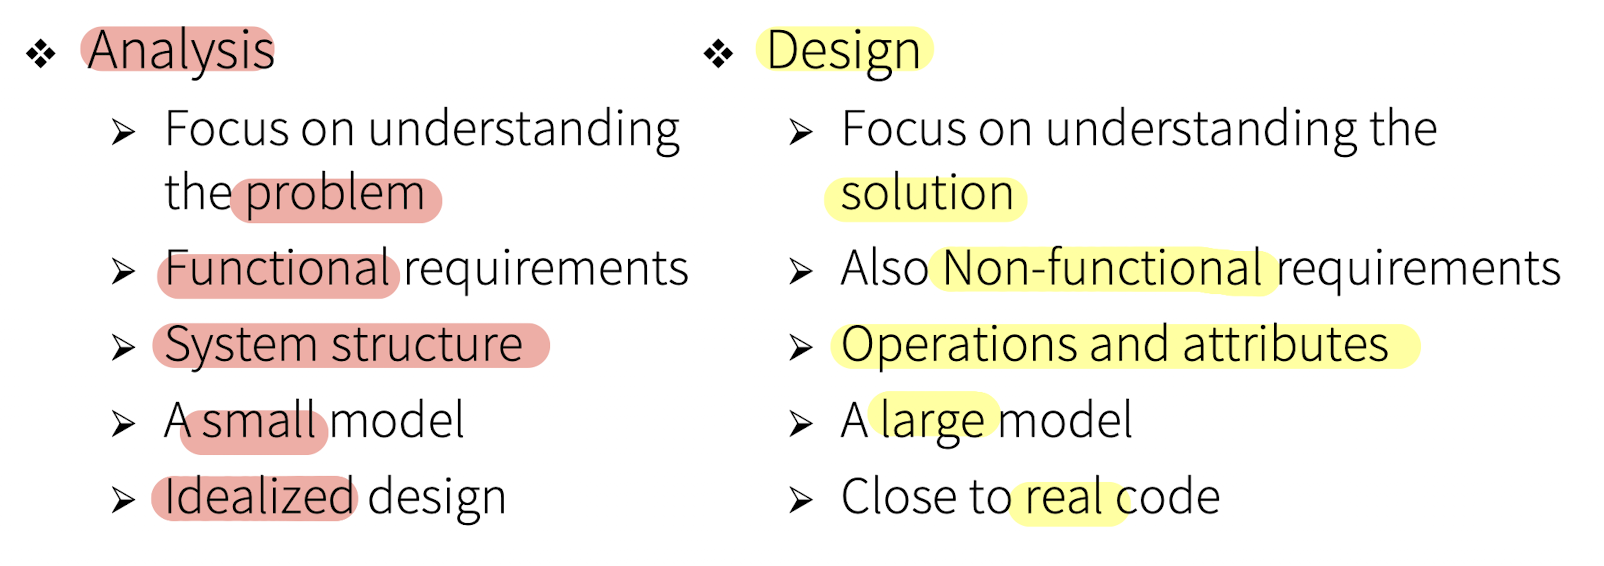 ❖ Analysis
➢ Focus on understanding
the problem
➢ Functional requirements
➢ System structure
➢ A small model
➢ Idealized design
❖ Design
➢ Focus on understanding the
solution
➢ Also Non-functional requirements
➢ Operations and attributes
➢ A large model
➢ Close to real code